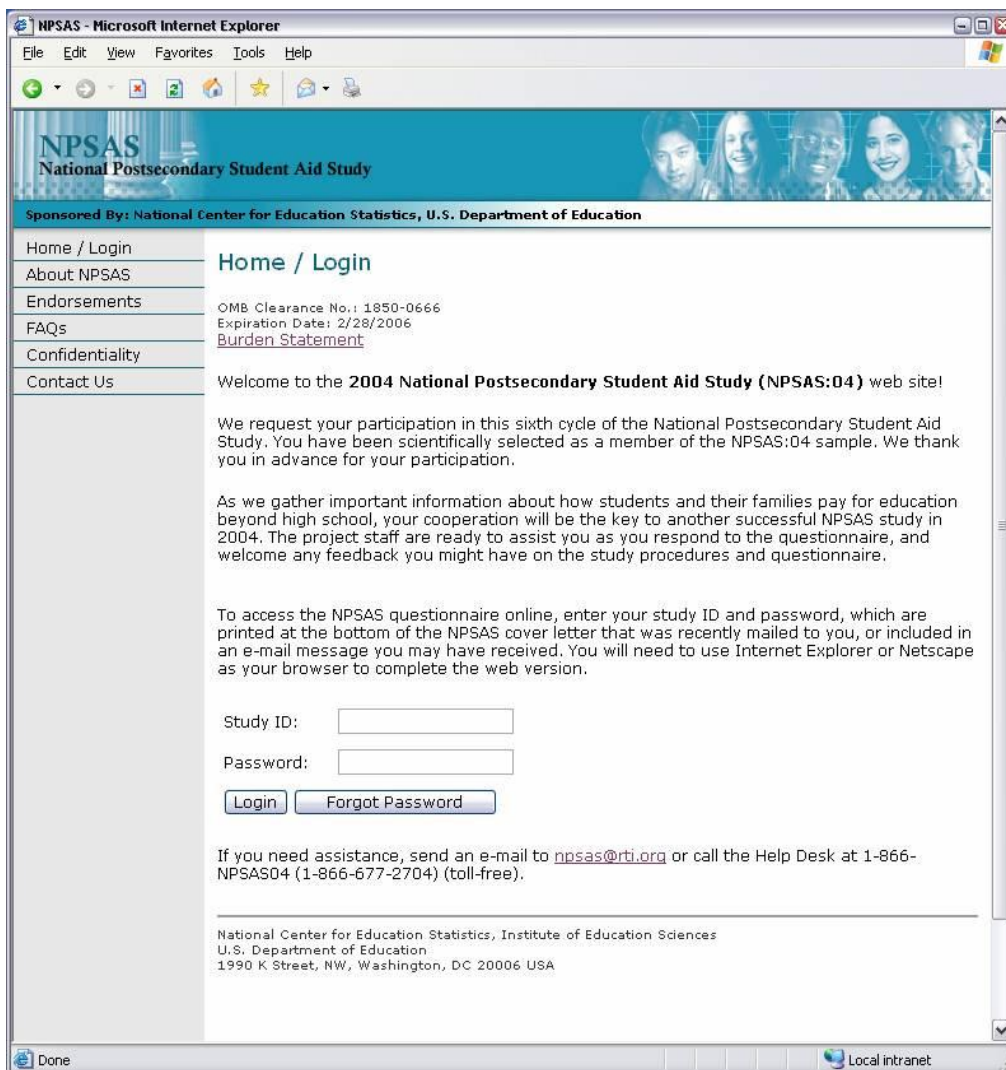 NPSAS - Microsoft Internet Explorer
File Edit View Favorites Tools Help
NPSAS
National Postsecondary Student Aid Study
Sponsored By: National Center for Education Statistics, U.S. Department of Education
Home / Login
About NPSAS
Endorsements
FAQs
Confidentiality
Contact Us
Home / Login
OMB Clearance No.: 1850-0666
Expiration Date: 2/28/2006
Burden Statement
Welcome to the 2004 National Postsecondary Student Aid Study (NPSAS:04) web site!
We request your participation in this sixth cycle of the National Postsecondary Student Aid
Study. You have been scientifically selected as a member of the NPSAS:04 sample. We thank
you in advance for your participation.
As we gather important information about how students and their families pay for education
beyond high school, your cooperation will be the key to another successful NPSAS study in
2004. The project staff are ready to assist you as you respond to the questionnaire, and
welcome any feedback you might have on the study procedures and questionnaire.
To access the NPSAS questionnaire online, enter your study ID and password, which are
printed at the bottom of the NPSAS cover letter that was recently mailed to you, or included in
an e-mail message you may have received. You will need to use Internet Explorer or Netscape
as your browser to complete the web version.
Study ID:
Password:
Login Forgot Password
If you need assistance, send an e-mail to npsas@rti.org or call the Help Desk at 1-866-
NPSAS04 (1-866-677-2704) (toll-free).
National Center for Education Statistics, Institute of Education Sciences
U.S. Department of Education
1990 K Street, NW, Washington, DC 20006 USA
Done Local intranet